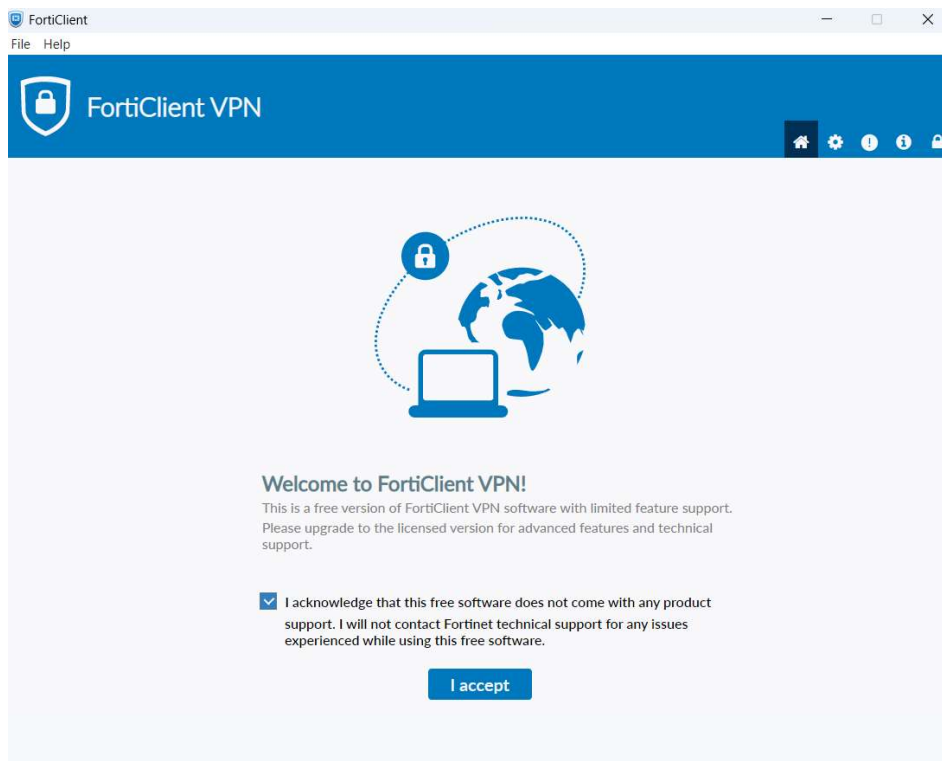 FortiClient
File Help
FortiClient VPN
Welcome to FortiClient VPN!
This is a free version of FortiClient VPN software with limited feature support.
Please upgrade to the licensed version for advanced features and technical
support.
I acknowledge that this free software does not come with any product
support. I will not contact Fortinet technical support for any issues
experienced while using this free software.
I accept